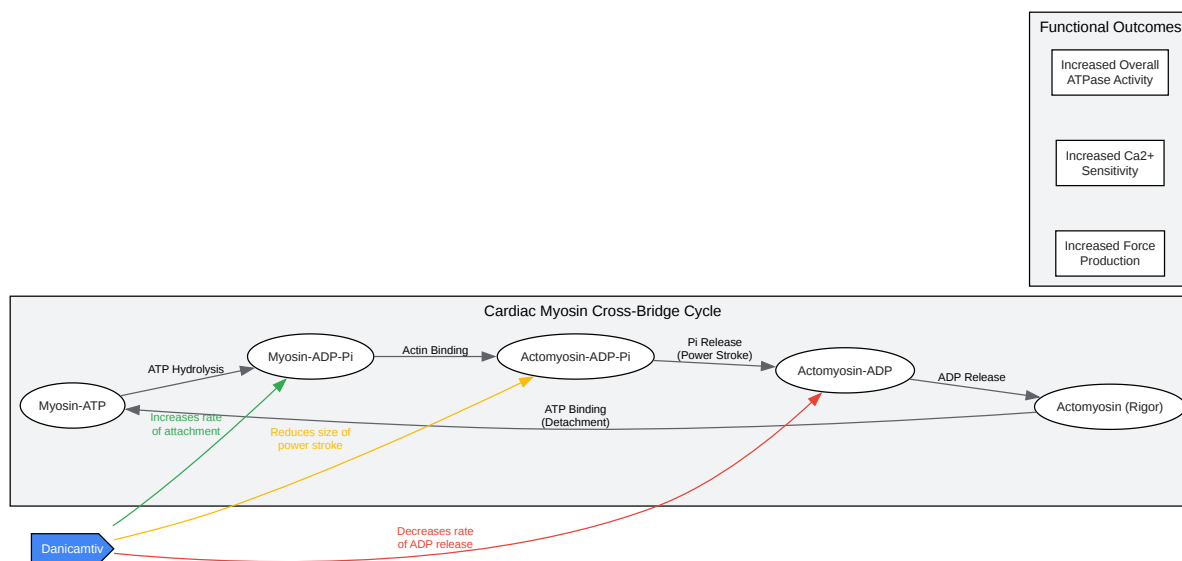 Functional Outcomes
Increased Overall
ATPase Activity
Increased Ca2+
Sensitivity
Increased Force
Production
Cardiac Myosin Cross-Bridge Cycle
Myosin-ATP
ATP Hydrolysis
Myosin-ADP-Pi
Actin Binding
Actomyosin-ADP-Pi
Pi Release
(Power Stroke)
Actomyosin-ADP
ADP Release
Actomyosin (Rigor)
ATP Binding
(Detachment)
Increases rate
of attachment
Reduces size of
power stroke
Decreases rate
of ADP release
Danicamtiv